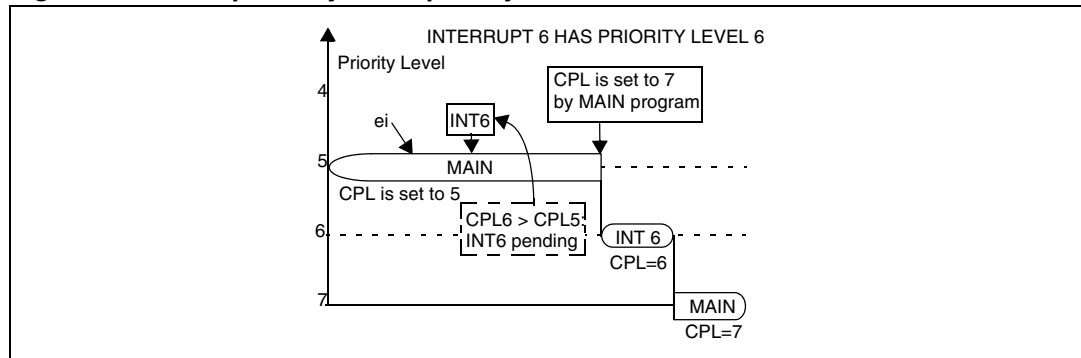 INTERRUPT 6 HAS PRIORITY LEVEL 6
Priority Level
4
CPL is set to 7
by MAIN program
ei
INT6
5
MAIN
CPL is set to 5
CPL6 > CPL5:
INT6 pending
6
INT 6
CPL=6
7
MAIN
CPL=7